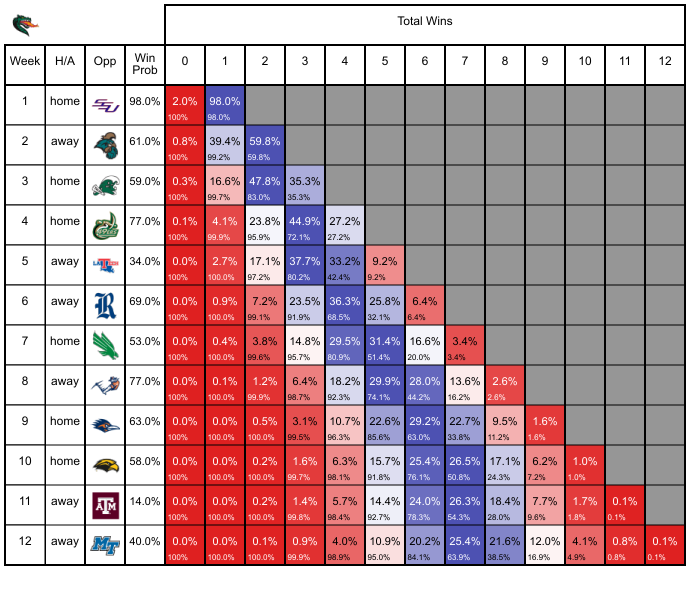 Total Wins
Week H/A Opp Win Prob 0 1 2 3 4 5 6 7 8 9 10 11 12
1 home 98.0% 2.0% 98.0%
100% 98.0%
2 away 61.0% 0.8% 39.4% 59.8%
100% 99.2% 59.8%
3 home 59.0% 0.3% 16.6% 47.8% 35.3%
100% 99.7% 83.0% 35.3%
4 home 77.0% 0.1% 4.1% 23.8% 44.9% 27.2%
100% 99.9% 95.9% 72.1% 27.2%
5 away 34.0% 0.0% 2.7% 17.1% 37.7% 33.2% 9.2%
100% 100.0% 97.2% 80.2% 42.4% 9.2%
6 away 69.0% 0.0% 0.9% 7.2% 23.5% 36.3% 25.8% 6.4%
100% 100.0% 99.1% 91.9% 68.5% 32.1% 6.4%
7 home 53.0% 0.0% 0.4% 3.8% 14.8% 29.5% 31.4% 16.6% 3.4%
100% 100.0% 99.6% 95.7% 80.9% 51.4% 20.0% 3.4%
8 away 77.0% 0.0% 0.1% 1.2% 6.4% 18.2% 29.9% 28.0% 13.6% 2.6%
100% 100.0% 99.9% 98.7% 92.3% 74.1% 44.2% 16.2% 2.6%
9 home 63.0% 0.0% 0.0% 0.5% 3.1% 10.7% 22.6% 29.2% 22.7% 9.5% 1.6%
100% 100.0% 100.0% 99.5% 96.3% 85.6% 63.0% 33.8% 11.2% 1.6%
10 home 58.0% 0.0% 0.0% 0.2% 1.6% 6.3% 15.7% 25.4% 26.5% 17.1% 6.2% 1.0%
100% 100.0% 100.0% 99.7% 98.1% 91.8% 76.1% 50.8% 24.3% 7.2% 1.0%
11 away ATM 14.0% 0.0% 0.0% 0.2% 1.4% 5.7% 14.4% 24.0% 26.3% 18.4% 7.7% 1.7% 0.1%
100% 100.0% 100.0% 99.8% 98.4% 92.7% 78.3% 54.3% 28.0% 9.6% 1.8% 0.1%
12 away MT 40.0% 0.0% 0.0% 0.1% 0.9% 4.0% 10.9% 20.2% 25.4% 21.6% 12.0% 4.1% 0.8% 0.1%
100% 100.0% 100.0% 99.9% 98.9% 95.0% 84.1% 63.9% 38.5% 16.9% 4.9% 0.8% 0.1%